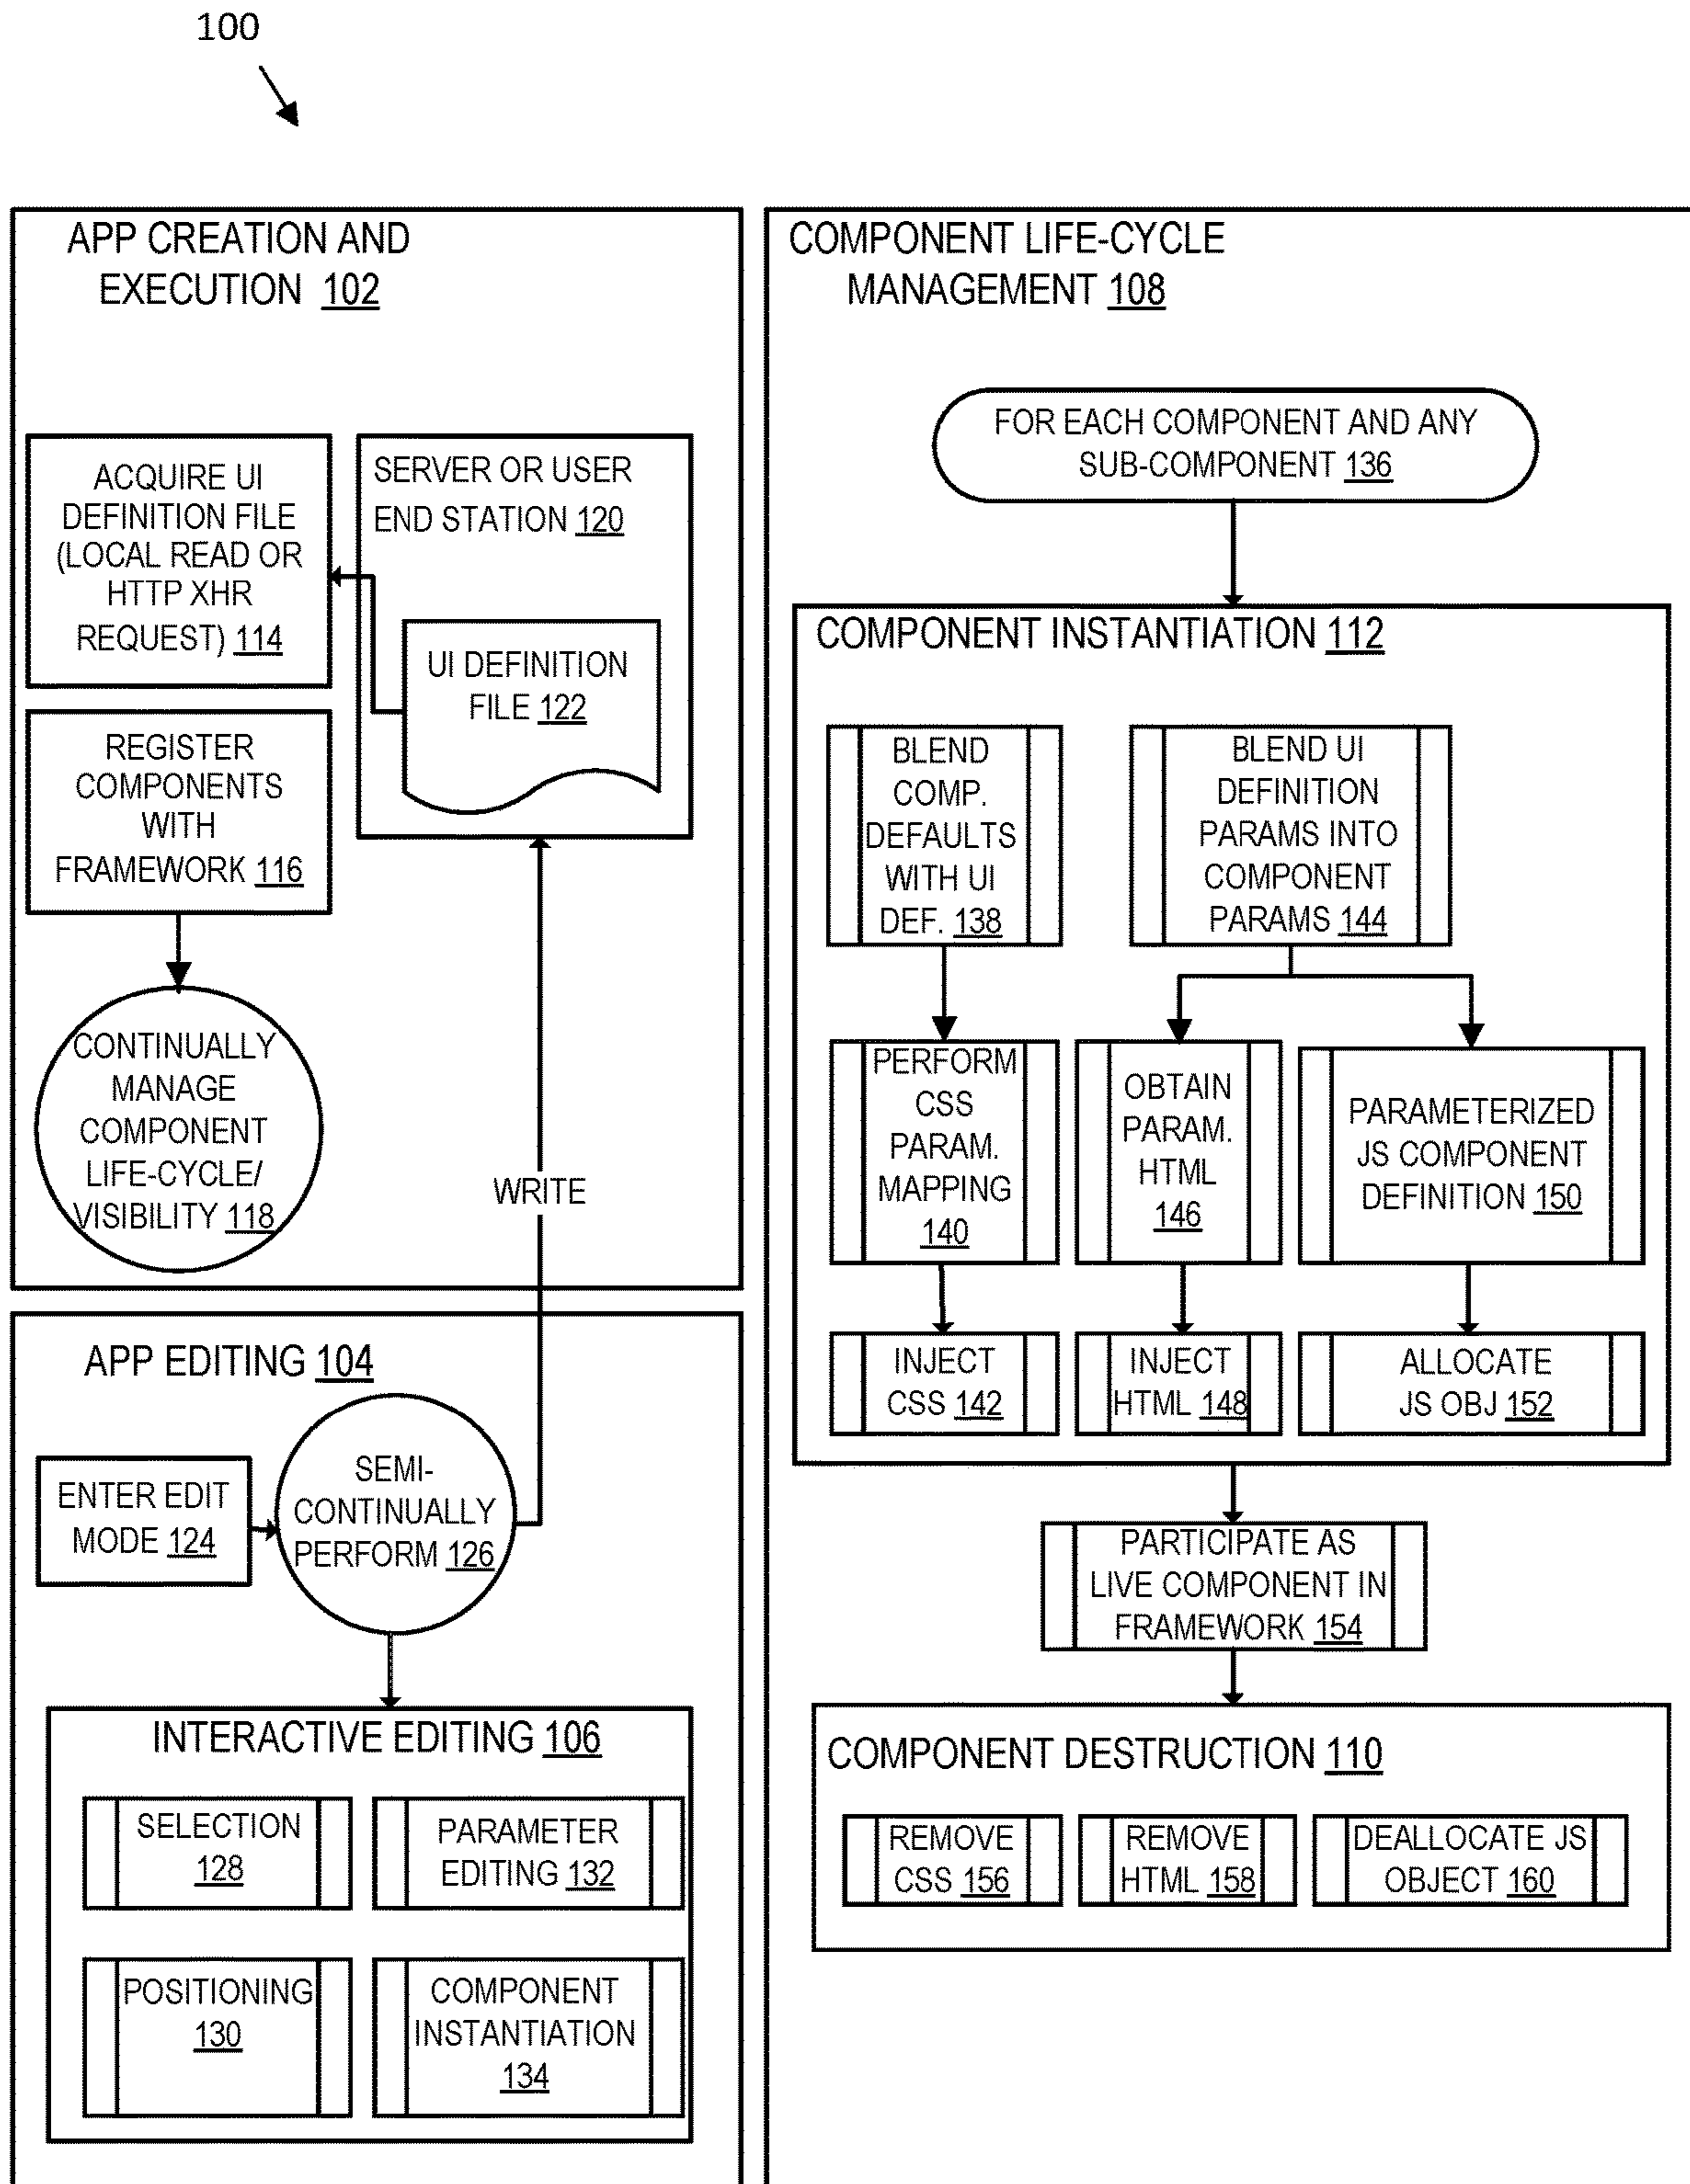 100
APP CREATION AND
EXECUTION 102
ACQUIRE UI
DEFINITION FILE
(LOCAL READ OR
HTTP XHR
REQUEST) 114
SERVER OR USER
END STATION 120
UI DEFINITION
FILE 122
REGISTER
COMPONENTS
WITH
FRAMEWORK 116
CONTINUALLY
MANAGE
COMPONENT
LIFE-CYCLE/
VISIBILITY 118
WRITE
APP EDITING 104
ENTER EDIT
MODE 124
SEMI-
CONTINUALLY
PERFORM 126
INTERACTIVE EDITING 106
SELECTION
128
PARAMETER
EDITING 132
POSITIONING
130
COMPONENT
INSTANTIATION
134
COMPONENT LIFE-CYCLE
MANAGEMENT 108
FOR EACH COMPONENT AND ANY
SUB-COMPONENT 136
COMPONENT INSTANTIATION 112
BLEND
COMP.
DEFAULTS
WITH UI
DEF. 138
BLEND UI
DEFINITION
PARAMS INTO
COMPONENT
PARAMS 144
PERFORM
CSS
PARAM.
MAPPING
140
OBTAIN
PARAM.
HTML
146
PARAMETERIZED
JS COMPONENT
DEFINITION 150
INJECT
CSS 142
INJECT
HTML 148
ALLOCATE
JS OBJ 152
PARTICIPATE AS
LIVE COMPONENT IN
FRAMEWORK 154
COMPONENT DESTRUCTION 110
REMOVE
CSS 156
REMOVE
HTML 158
DEALLOCATE JS
OBJECT 160